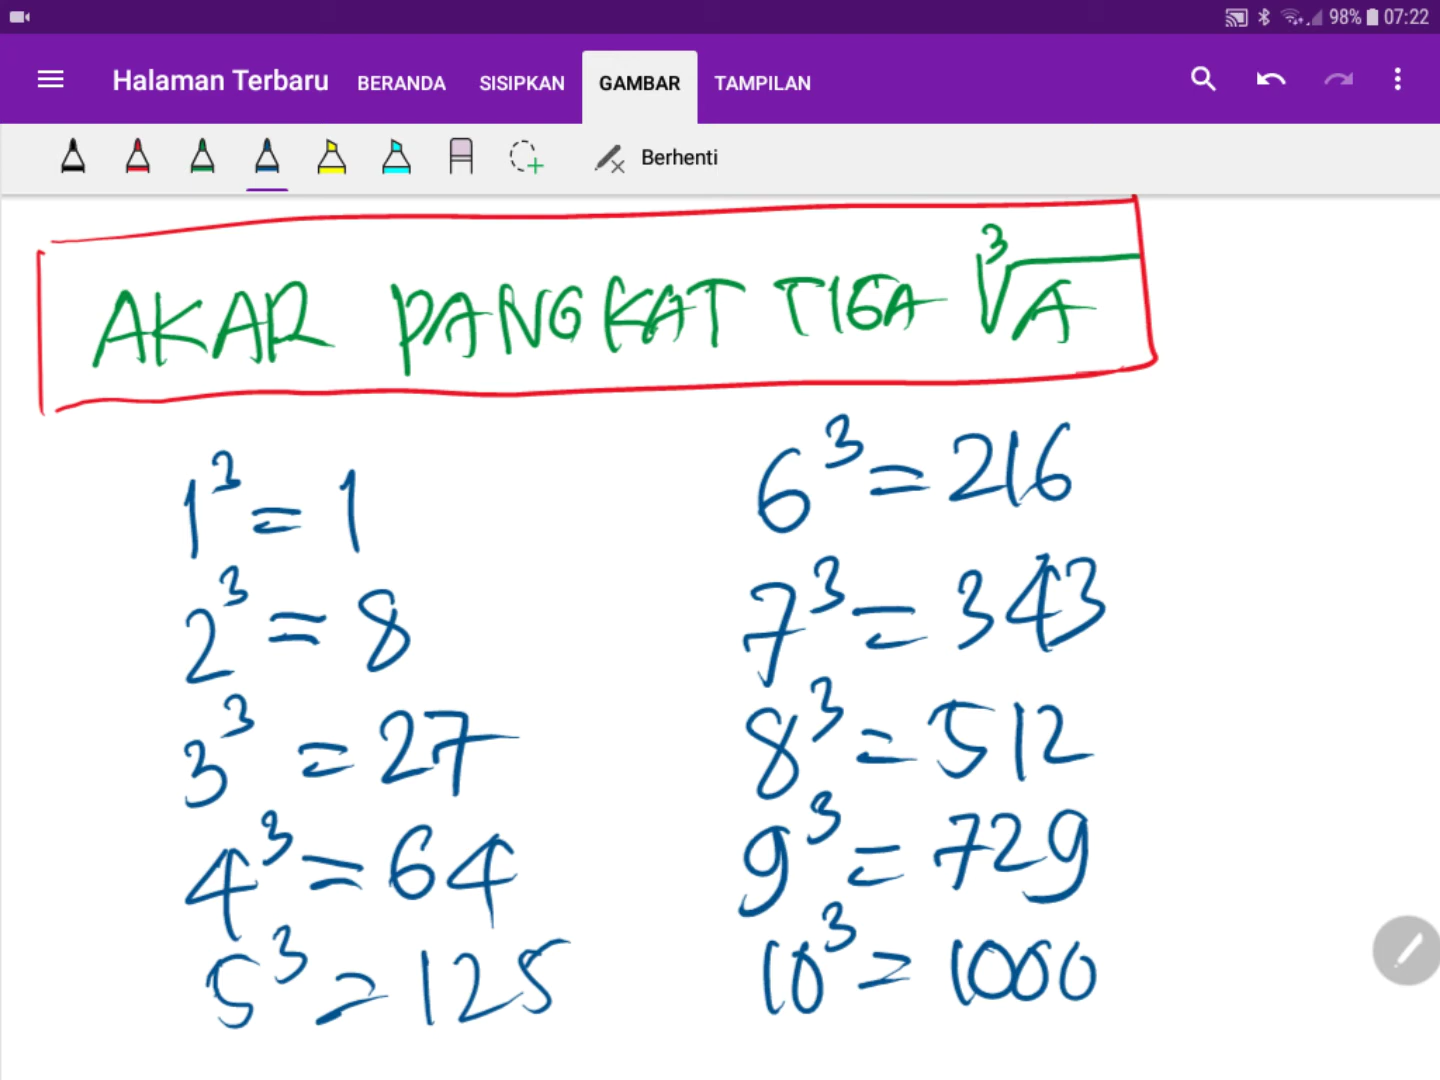 98% 07:22
Halaman Terbaru BERANDA SISIPKAN GAMBAR TAMPILAN
Berhenti
AKAR PANGKAT TIGA ∛A
1³ = 1
2³ = 8
3³ = 27
4³ = 64
5³ = 125
6³ = 216
7³ = 343
8³ = 512
9³ = 729
10³ = 1000